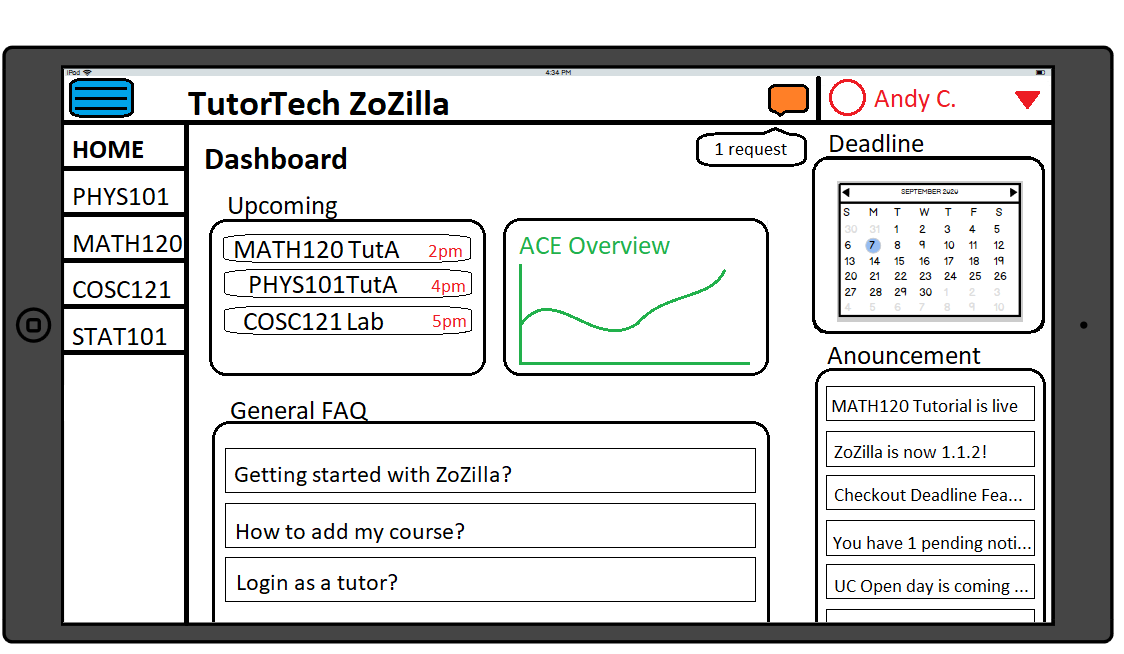 iPod
4:34 PM
TutorTech ZoZilla
Andy C.
HOME
PHYS101
MATH120
COSC121
STAT101
Dashboard
1 request
Upcoming
MATH120 TutA 2pm
PHYS101TutA 4pm
COSC121 Lab 5pm
ACE Overview
General FAQ
Getting started with ZoZilla?
How to add my course?
Login as a tutor?
Deadline
SEPTEMBER 2020
S M T W T F S
30 31 1 2 3 4 5
6 7 8 9 10 11 12
13 14 15 16 17 18 19
20 21 22 23 24 25 26
27 28 29 30 1 2 3
4 5 6 7 8 9 10
Anouncement
MATH120 Tutorial is live
ZoZilla is now 1.1.2!
Checkout Deadline Fea...
You have 1 pending noti...
UC Open day is coming ...